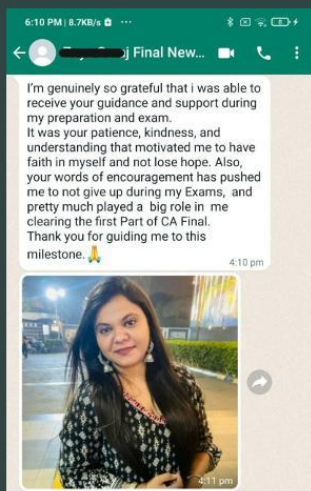 6:10 PM | 8.7KB/s
Final New...
I'm genuinely so grateful that i was able to
receive your guidance and support during
my preparation and exam.
It was your patience, kindness, and
understanding that motivated me to have
faith in myself and not lose hope. Also,
your words of encouragement has pushed
me to not give up during my Exams, and
pretty much played a big role in me
clearing the first Part of CA Final.
Thank you for guiding me to this
milestone.🙏
4:10 pm
4:11 pm